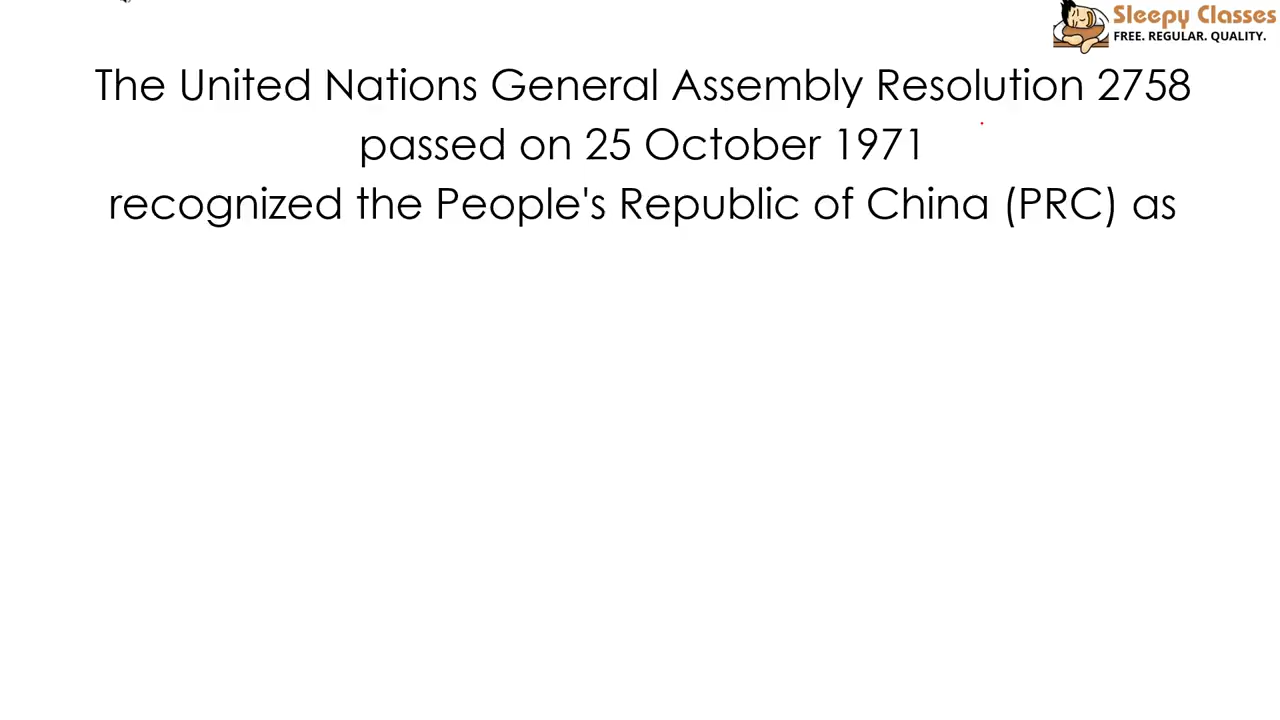 Sleepy Classes
FREE. REGULAR. QUALITY.
The United Nations General Assembly Resolution 2758
passed on 25 October 1971
recognized the People's Republic of China (PRC) as